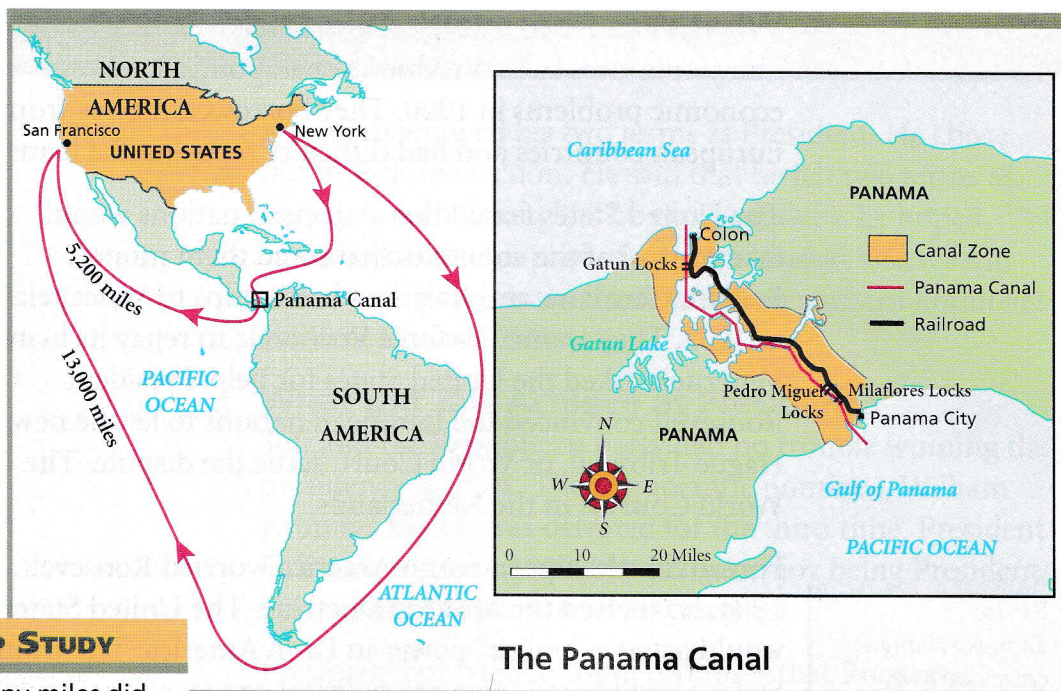 NORTH
AMERICA
San Francisco
New York
UNITED STATES
5,200 miles
Panama Canal
13,000 miles
PACIFIC
OCEAN
SOUTH
AMERICA
ATLANTIC
OCEAN
Caribbean Sea
PANAMA
Colon
Gatun Locks
Canal Zone
Panama Canal
Railroad
Gatun Lake
Pedro Miguel
Locks
Milaflores Locks
Panama City
PANAMA
N
W
E
S
Gulf of Panama
0 10 20 Miles
PACIFIC OCEAN
STUDY
miles did
The Panama Canal